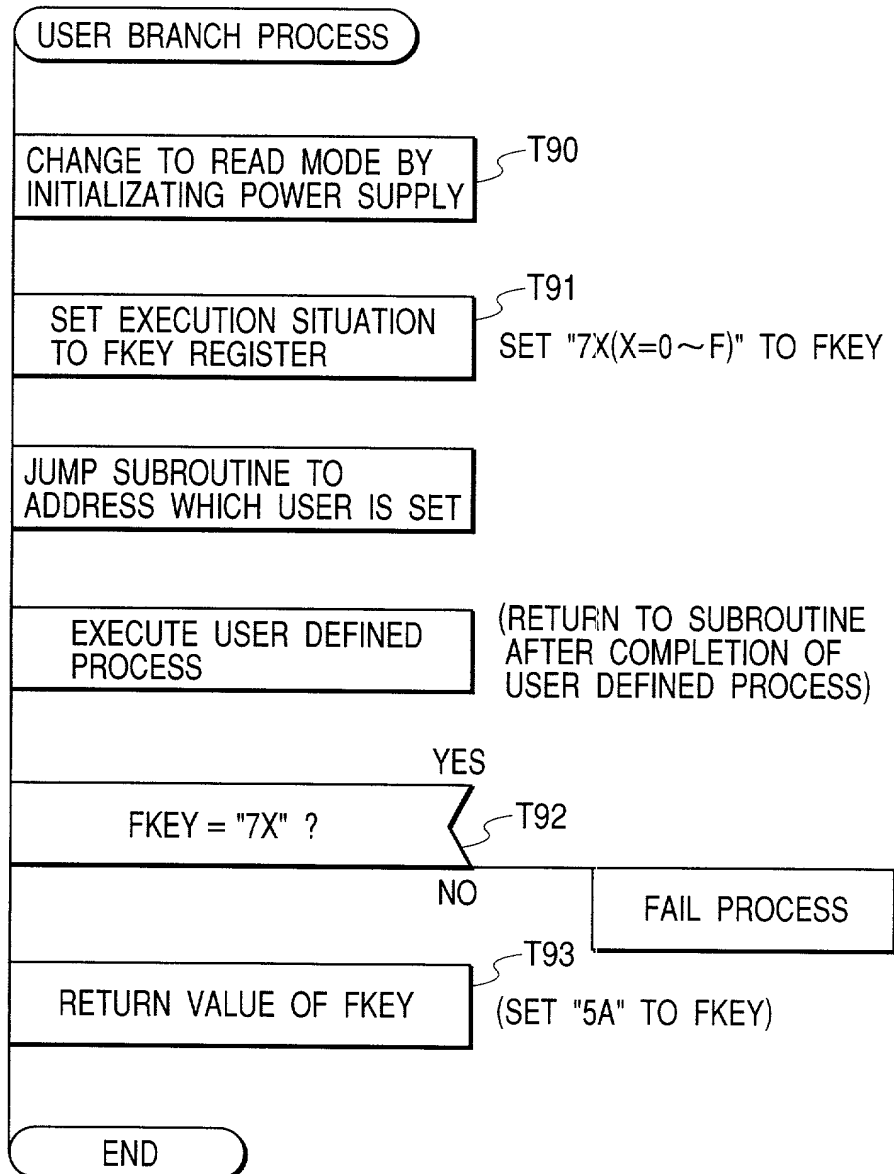 USER BRANCH PROCESS
CHANGE TO READ MODE BY
INITIALIZATING POWER SUPPLY
T90
SET EXECUTION SITUATION
TO FKEY REGISTER
T91
SET "7X(X=0~F)" TO FKEY
JUMP SUBROUTINE TO
ADDRESS WHICH USER IS SET
EXECUTE USER DEFINED
PROCESS
(RETURN TO SUBROUTINE
AFTER COMPLETION OF
USER DEFINED PROCESS)
YES
FKEY = "7X" ?
T92
NO
FAIL PROCESS
T93
RETURN VALUE OF FKEY
(SET "5A" TO FKEY)
END